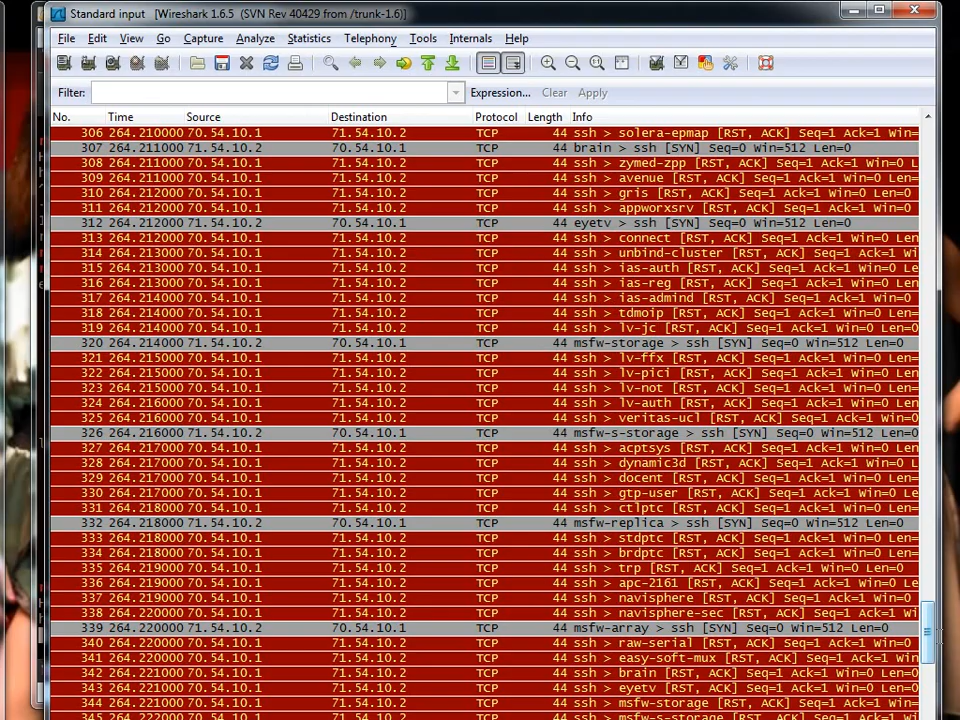 Standard input   [Wireshark 1.6.5  (SVN Rev 40429 from /trunk-1.6)]
File Edit View Go Capture Analyze Statistics Telephony Tools Internals Help
Filter: Expression... Clear Apply
No. Time Source Destination Protocol Length Info
306 264.210000 70.54.10.1 71.54.10.2 TCP 44 ssh > solera-epmap [RST, ACK] Seq=1 Ack=1 Win=
307 264.211000 71.54.10.2 70.54.10.1 TCP 44 brain > ssh [SYN] Seq=0 Win=512 Len=0
308 264.211000 70.54.10.1 71.54.10.2 TCP 44 ssh > zymed-zpp [RST, ACK] Seq=1 Ack=1 Win=0 L
309 264.211000 70.54.10.1 71.54.10.2 TCP 44 ssh > avenue [RST, ACK] Seq=1 Ack=1 Win=0 Len=
310 264.212000 70.54.10.1 71.54.10.2 TCP 44 ssh > gris [RST, ACK] Seq=1 Ack=1 Win=0 Len=0
311 264.212000 70.54.10.1 71.54.10.2 TCP 44 ssh > appworxsrv [RST, ACK] Seq=1 Ack=1 Win=0
312 264.212000 71.54.10.2 70.54.10.1 TCP 44 eyetv > ssh [SYN] Seq=0 Win=512 Len=0
313 264.212000 70.54.10.1 71.54.10.2 TCP 44 ssh > connect [RST, ACK] Seq=1 Ack=1 Win=0 Len
314 264.213000 70.54.10.1 71.54.10.2 TCP 44 ssh > unbind-cluster [RST, ACK] Seq=1 Ack=1 Wi
315 264.213000 70.54.10.1 71.54.10.2 TCP 44 ssh > ias-auth [RST, ACK] Seq=1 Ack=1 Win=0 Le
316 264.213000 70.54.10.1 71.54.10.2 TCP 44 ssh > ias-reg [RST, ACK] Seq=1 Ack=1 Win=0 Len
317 264.214000 70.54.10.1 71.54.10.2 TCP 44 ssh > ias-admind [RST, ACK] Seq=1 Ack=1 Win=0
318 264.214000 70.54.10.1 71.54.10.2 TCP 44 ssh > tdmoip [RST, ACK] Seq=1 Ack=1 Win=0 Len=
319 264.214000 70.54.10.1 71.54.10.2 TCP 44 ssh > lv-jc [RST, ACK] Seq=1 Ack=1 Win=0 Len=0
320 264.214000 71.54.10.2 70.54.10.1 TCP 44 msfw-storage > ssh [SYN] Seq=0 Win=512 Len=0
321 264.215000 70.54.10.1 71.54.10.2 TCP 44 ssh > lv-ffx [RST, ACK] Seq=1 Ack=1 Win=0 Len=
322 264.215000 70.54.10.1 71.54.10.2 TCP 44 ssh > lv-pici [RST, ACK] Seq=1 Ack=1 Win=0 Len
323 264.215000 70.54.10.1 71.54.10.2 TCP 44 ssh > lv-not [RST, ACK] Seq=1 Ack=1 Win=0 Len=
324 264.216000 70.54.10.1 71.54.10.2 TCP 44 ssh > lv-auth [RST, ACK] Seq=1 Ack=1 Win=0 Len
325 264.216000 70.54.10.1 71.54.10.2 TCP 44 ssh > veritas-ucl [RST, ACK] Seq=1 Ack=1 Win=0
326 264.216000 71.54.10.2 70.54.10.1 TCP 44 msfw-s-storage > ssh [SYN] Seq=0 Win=512 Len=0
327 264.217000 70.54.10.1 71.54.10.2 TCP 44 ssh > acptsys [RST, ACK] Seq=1 Ack=1 Win=0 Len
328 264.217000 70.54.10.1 71.54.10.2 TCP 44 ssh > dynamic3d [RST, ACK] Seq=1 Ack=1 Win=0 L
329 264.217000 70.54.10.1 71.54.10.2 TCP 44 ssh > docent [RST, ACK] Seq=1 Ack=1 Win=0 Len=
330 264.217000 70.54.10.1 71.54.10.2 TCP 44 ssh > gtp-user [RST, ACK] Seq=1 Ack=1 Win=0 Le
331 264.218000 70.54.10.1 71.54.10.2 TCP 44 ssh > ctlptc [RST, ACK] Seq=1 Ack=1 Win=0 Len=
332 264.218000 71.54.10.2 70.54.10.1 TCP 44 msfw-replica > ssh [SYN] Seq=0 Win=512 Len=0
333 264.218000 70.54.10.1 71.54.10.2 TCP 44 ssh > stdptc [RST, ACK] Seq=1 Ack=1 Win=0 Len=
334 264.218000 70.54.10.1 71.54.10.2 TCP 44 ssh > brdptc [RST, ACK] Seq=1 Ack=1 Win=0 Len=
335 264.219000 70.54.10.1 71.54.10.2 TCP 44 ssh > trp [RST, ACK] Seq=1 Ack=1 Win=0 Len=0
336 264.219000 70.54.10.1 71.54.10.2 TCP 44 ssh > apc-2161 [RST, ACK] Seq=1 Ack=1 Win=0 Le
337 264.219000 70.54.10.1 71.54.10.2 TCP 44 ssh > navisphere [RST, ACK] Seq=1 Ack=1 Win=0
338 264.220000 70.54.10.1 71.54.10.2 TCP 44 ssh > navisphere-sec [RST, ACK] Seq=1 Ack=1 Wi
339 264.220000 71.54.10.2 70.54.10.1 TCP 44 msfw-array > ssh [SYN] Seq=0 Win=512 Len=0
340 264.220000 70.54.10.1 71.54.10.2 TCP 44 ssh > raw-serial [RST, ACK] Seq=1 Ack=1 Win=0
341 264.220000 70.54.10.1 71.54.10.2 TCP 44 ssh > easy-soft-mux [RST, ACK] Seq=1 Ack=1 Win
342 264.221000 70.54.10.1 71.54.10.2 TCP 44 ssh > brain [RST, ACK] Seq=1 Ack=1 Win=0 Len=0
343 264.221000 70.54.10.1 71.54.10.2 TCP 44 ssh > eyetv [RST, ACK] Seq=1 Ack=1 Win=0 Len=0
344 264.221000 70.54.10.1 71.54.10.2 TCP 44 ssh > msfw-storage [RST, ACK] Seq=1 Ack=1 Win=
345 264.222000 70.54.10.1 71.54.10.2 TCP 44 ssh > msfw-s-storage [RST, ACK] Seq=1 Ack=1